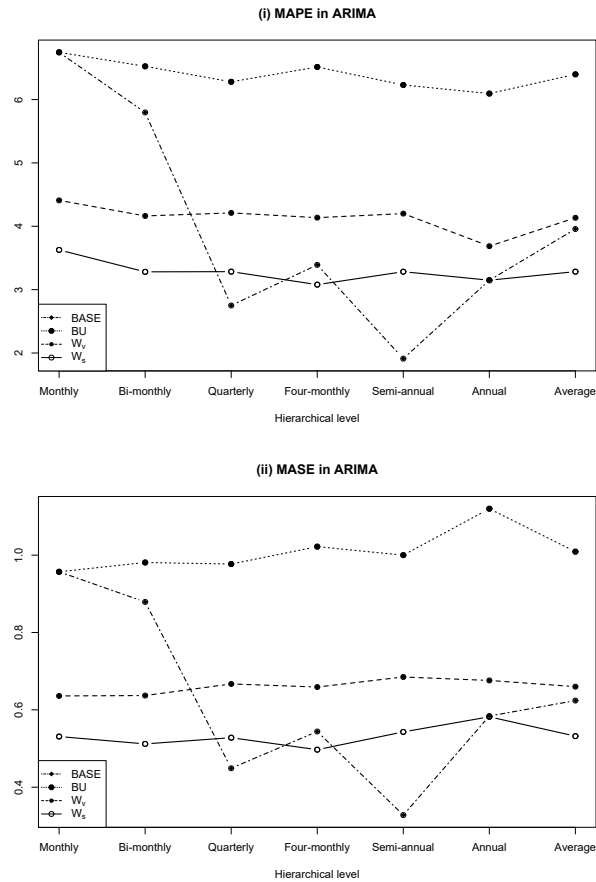 (i) MAPE in ARIMA
6
5
4
3
2
BASE
BU
Wv
Ws
Monthly Bi-monthly Quarterly Four-monthly Semi-annual Annual Average
Hierarchical level
(ii) MASE in ARIMA
1.0
0.8
0.6
0.4
BASE
BU
Wv
Ws
Monthly Bi-monthly Quarterly Four-monthly Semi-annual Annual Average
Hierarchical level